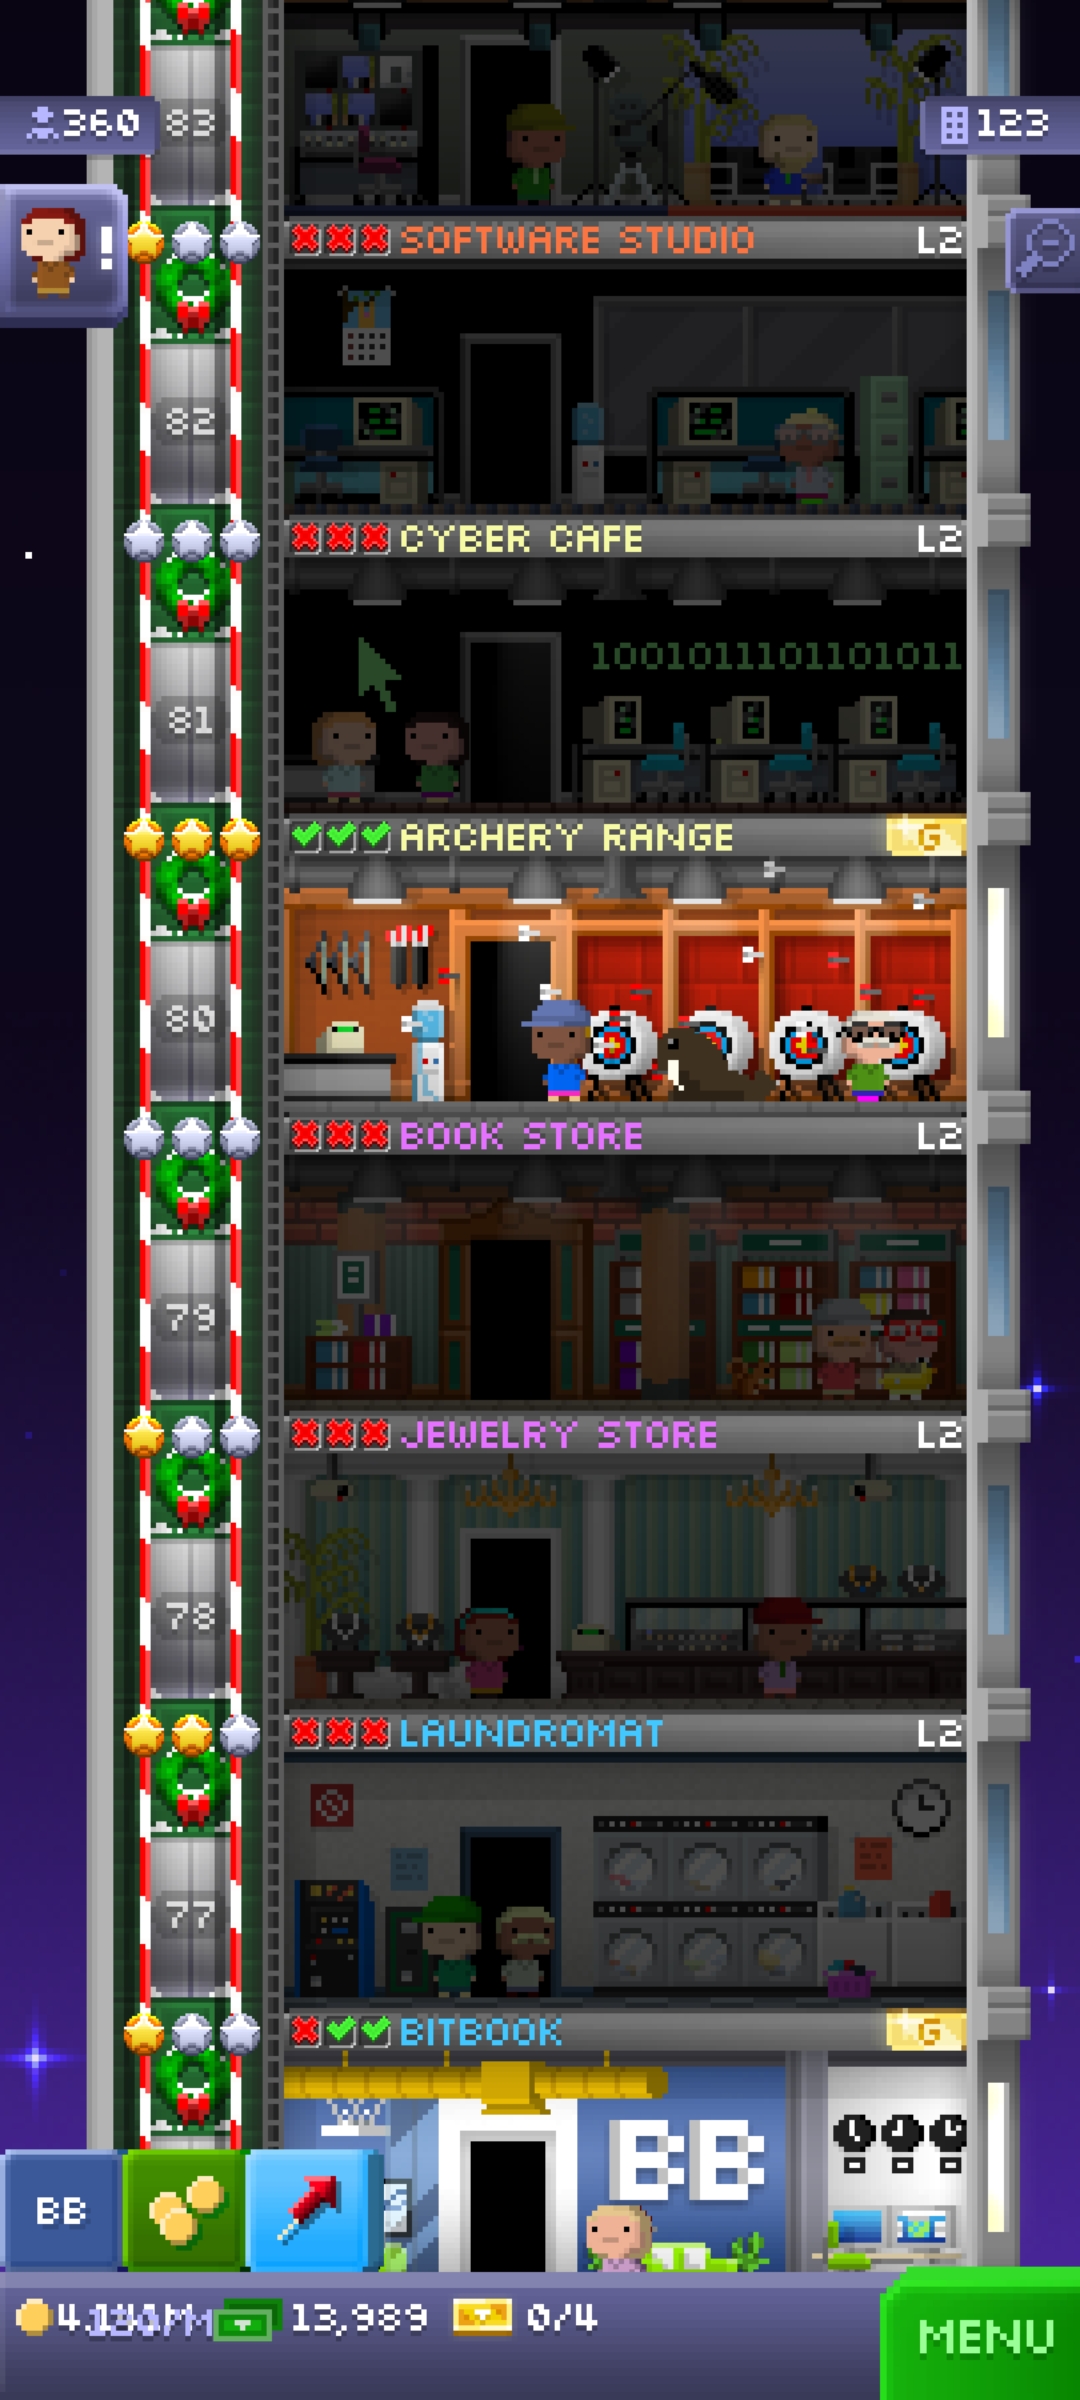 83
360
123
!
SOFTWARE STUDIO L2
82
CYBER CAFE L2
1001011101101011
81
ARCHERY RANGE G
80
BOOK STORE L2
79
JEWELRY STORE L2
78
LAUNDROMAT L2
77
BITBOOK G
BB
BB
13,989
0/4
MENU